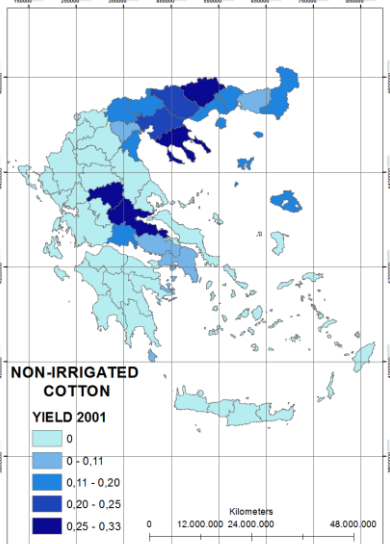 NON-IRRIGATED
COTTON
YIELD 2001
0
0 - 0,11
0,11 - 0,20
0,20 - 0,25
0,25 - 0,33
Kilometers
0 12.000.000 24.000.000 48.000.000